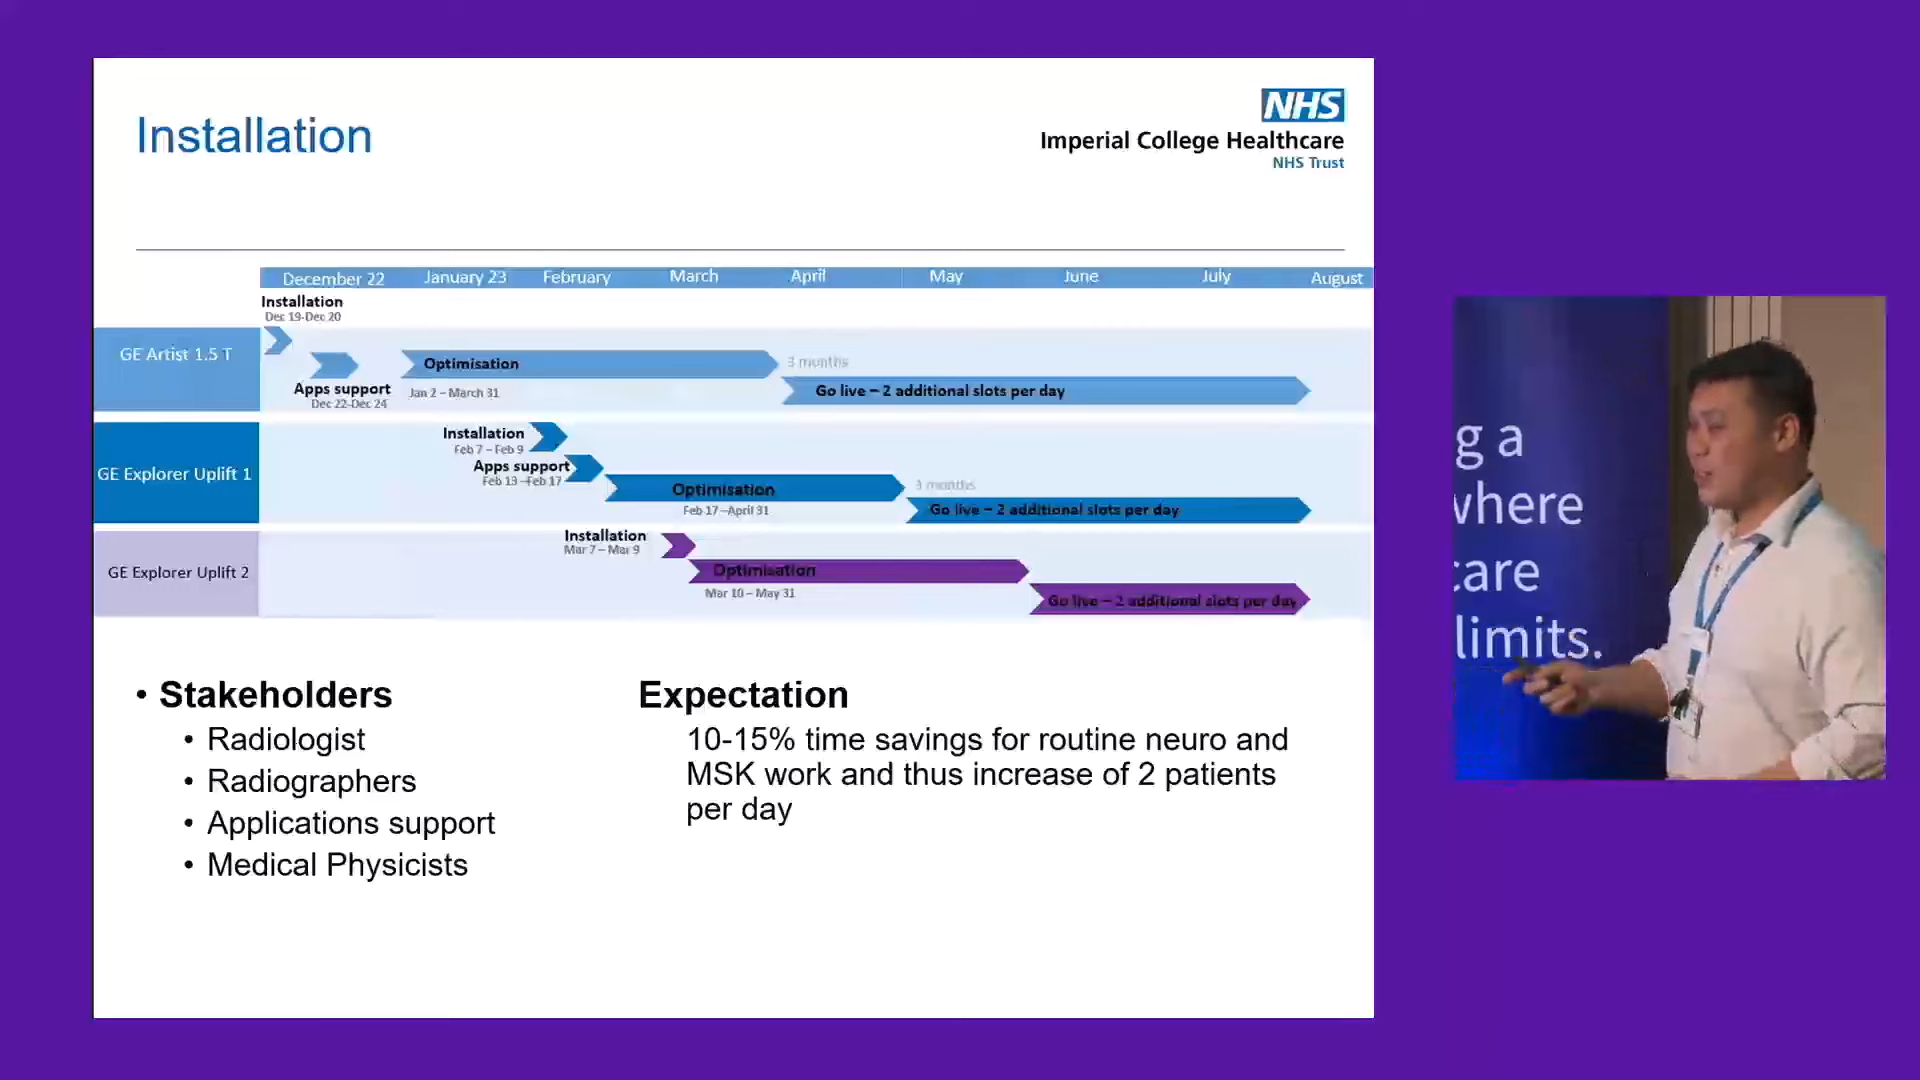 Installation
NHS
Imperial College Healthcare
NHS Trust
December 22 January 23 February March April May June July August
Installation
Dec 19-Dec 20
GE Artist 1.5 T
Optimisation
3 months
Apps support
Dec 22-Dec 24
Jan 2 – March 31
Go live – 2 additional slots per day
GE Explorer Uplift 1
Installation
Feb 7 – Feb 9
Apps support
Feb 13 –Feb 17
Optimisation
Feb 17 –April 31
3 months
Go live – 2 additional slots per day
GE Explorer Uplift 2
Installation
Mar 7 – Mar 9
Optimisation
Mar 10 – May 31
Go live – 2 additional slots per day
• Stakeholders
• Radiologist
• Radiographers
• Applications support
• Medical Physicists
Expectation
10-15% time savings for routine neuro and
MSK work and thus increase of 2 patients
per day
g a
where
care
limits.